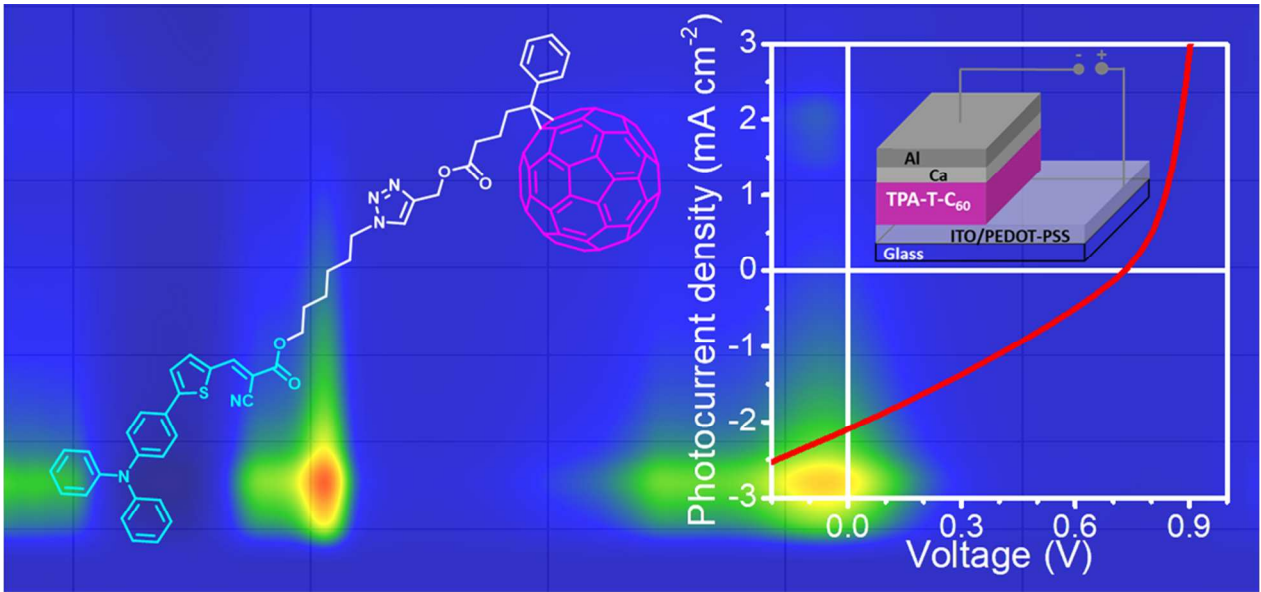 Photocurrent density (mA cm⁻²)
3
2
1
0
-1
-2
-3
0.0
0.3
0.6
0.9
Voltage (V)
- +
Al
Ca
TPA-T-C₆₀
ITO/PEDOT-PSS
Glass
O
O
N
N
N
O
O
S
NC
N